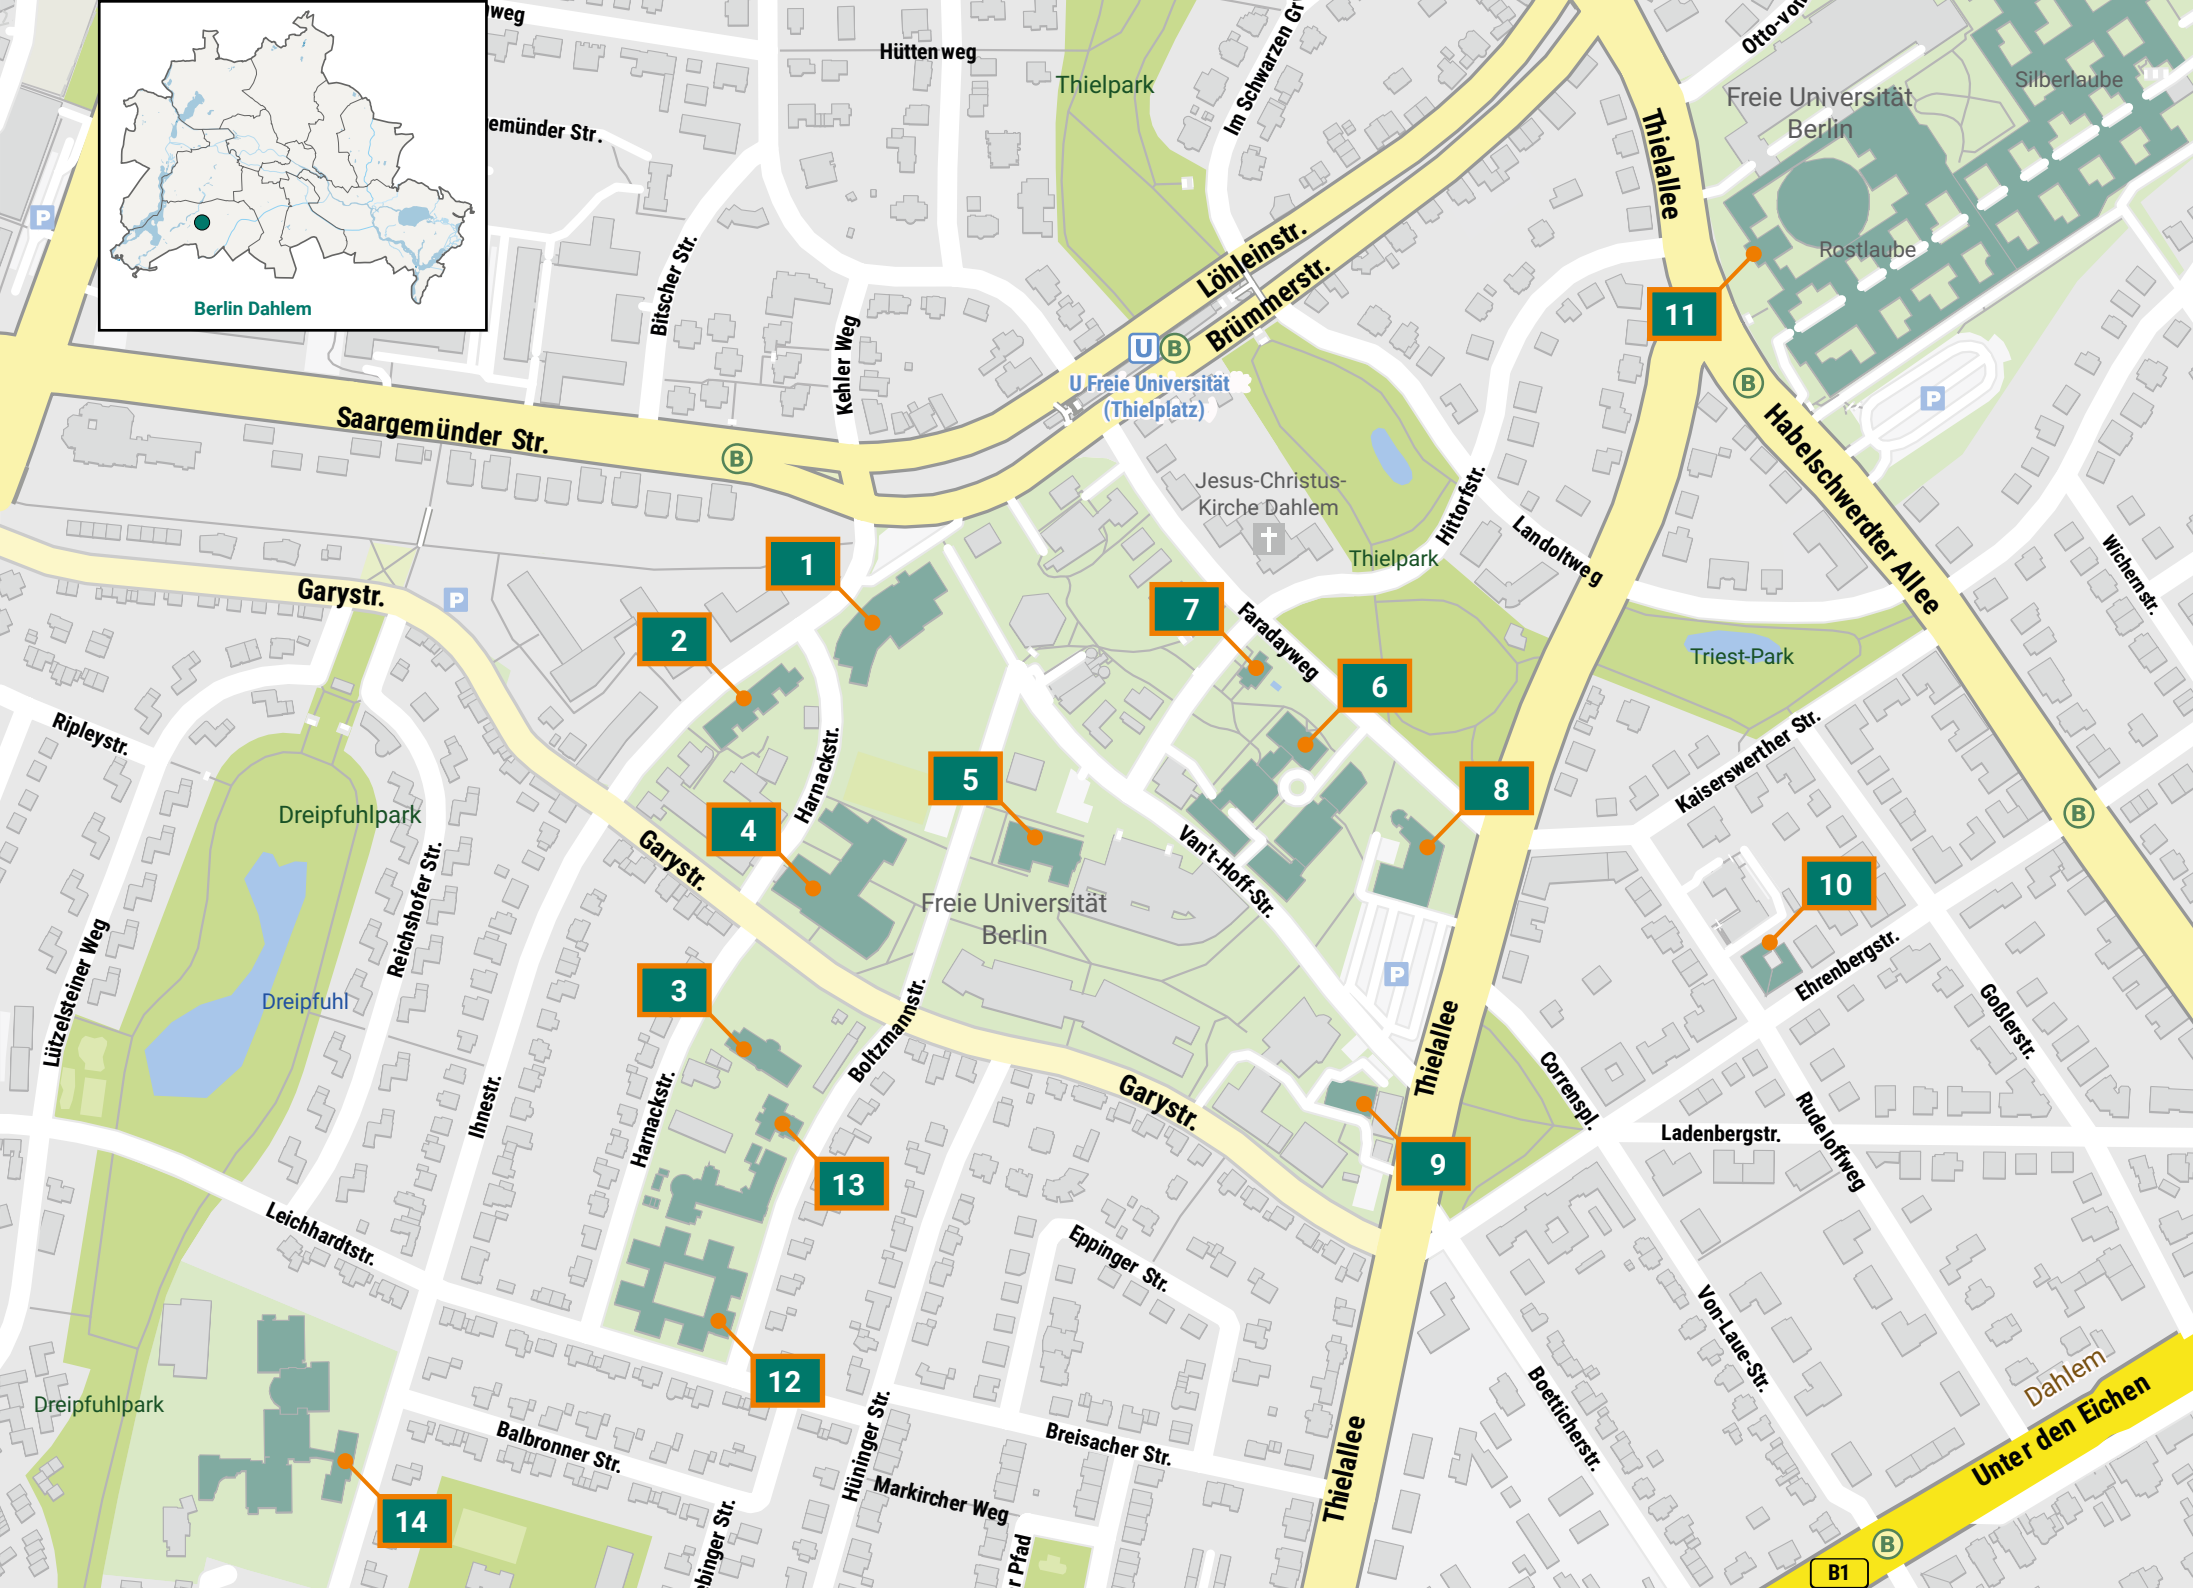 Hüttenweg
Thielpark
Im Schwarzen Gr
Otto-von
Silberlaube
Freie Universität
Berlin
Thielallee
Rostlaube
emünder Str.
weg
P
Berlin Dahlem
Bitscher Str.
Kehler Weg
Löhleinstr.
Brümmerstr.
11
U
B
U Freie Universität
(Thielplatz)
B
P
Saargemünder Str.
B
Habelschwerdter Allee
Jesus-Christus-
Kirche Dahlem
Hittorfstr.
Landoltweg
Thielpark
Wichernstr.
1
Garystr.
P
7
Faradayweg
2
Triest-Park
6
Ripleystr.
Kaiserswerther Str.
Harnackstr.
5
8
Dreipfuhlpark
B
4
Garystr.
Van't-Hoff-Str.
10
Reichshofer Str.
Freie Universität
Berlin
Ehrenbergstr.
Lützelsteiner Weg
3
P
Dreipfuhl
Boltzmannstr.
Thielallee
Goßlerstr.
Ihnestr.
Harnackstr.
Garystr.
Correnspl.
Rudeloffweg
Ladenbergstr.
9
13
Leichhardtstr.
Eppinger Str.
Von-Laue-Str.
12
Dahlem
Unter den Eichen
Dreipfuhlpark
Balbronner Str.
Hüninger Str.
Breisacher Str.
Boetticherstr.
Thielallee
Markircher Weg
14
ebinger Str.
r Pfad
B
B1